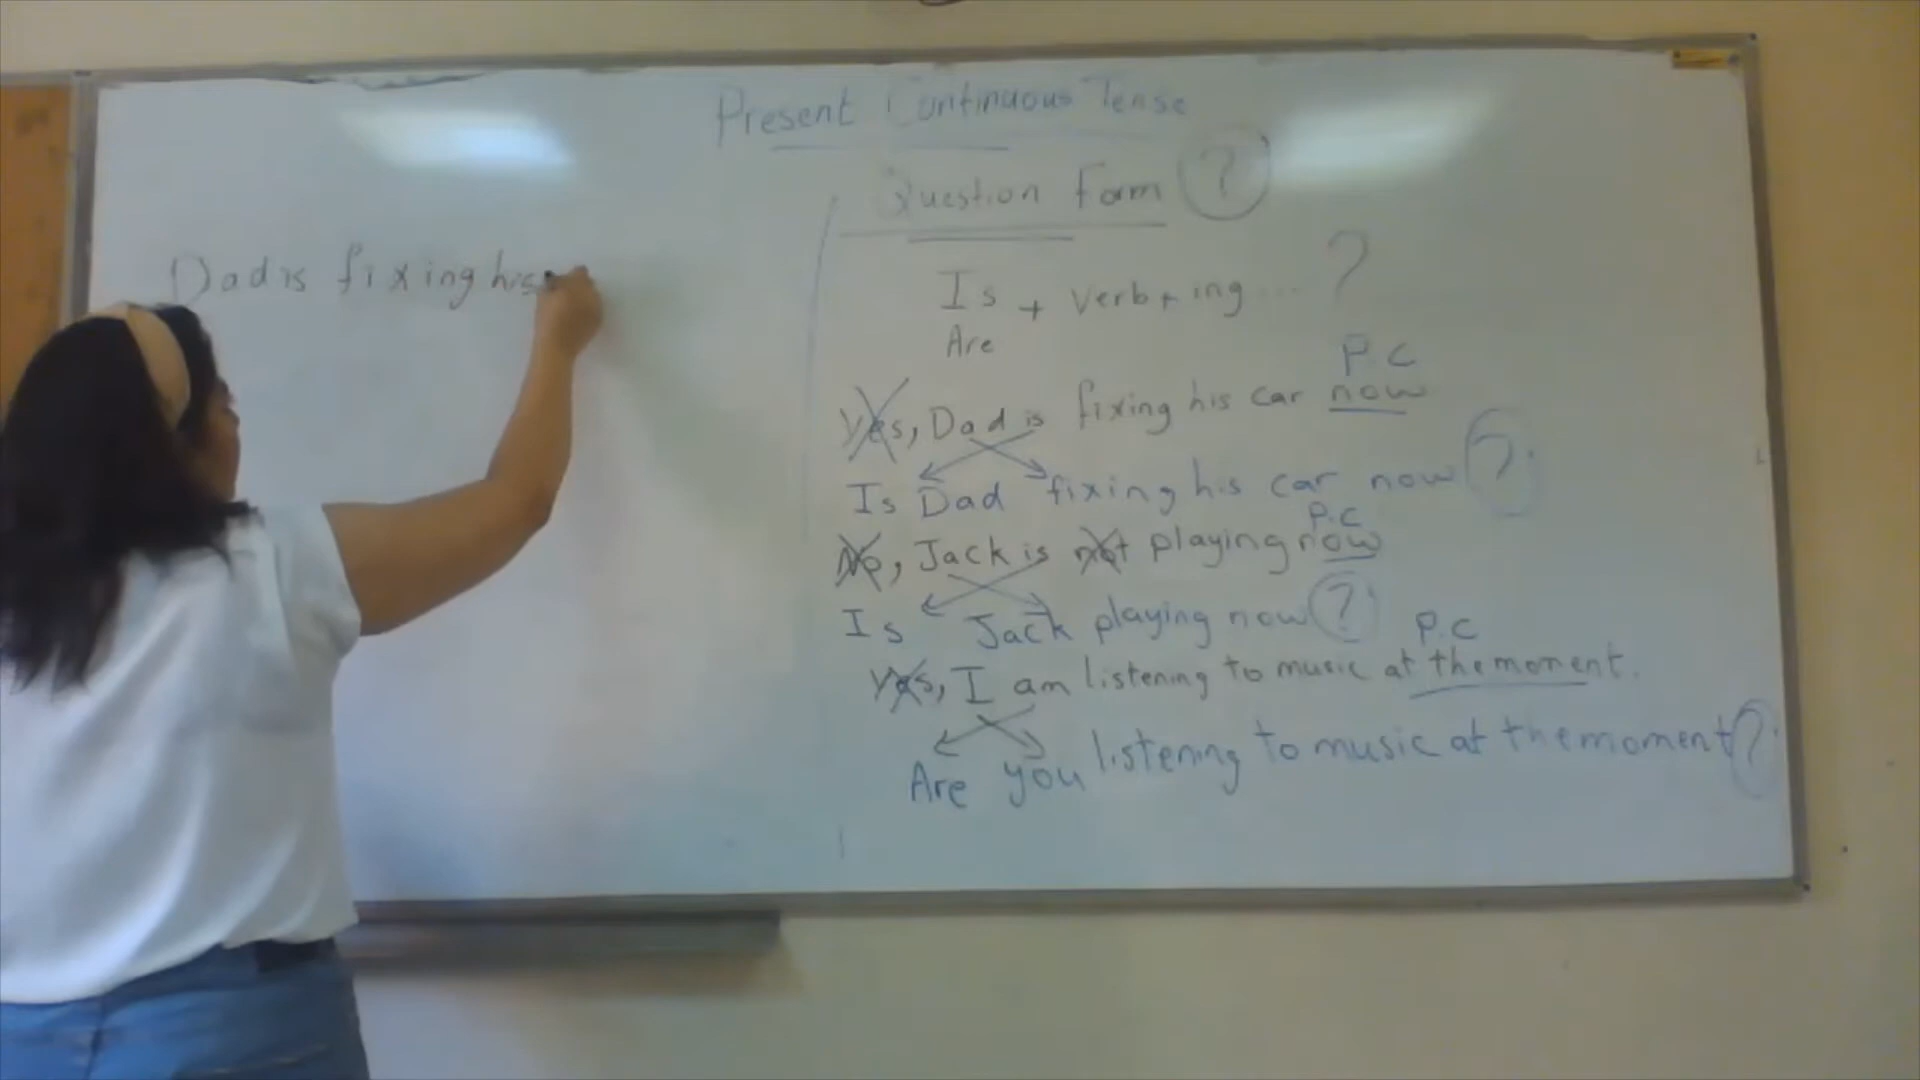 Present Continuous Tense
Question Form ?
Dad is fixing his
Is + Verb + ing ... ?
Are
P.C
Yes, Dad is fixing his car now
Is Dad fixing his car now ?
P.C
No, Jack is not playing now
Is Jack playing now ?
P.C
Yes, I am listening to music at the moment.
Are you listening to music at the moment ?